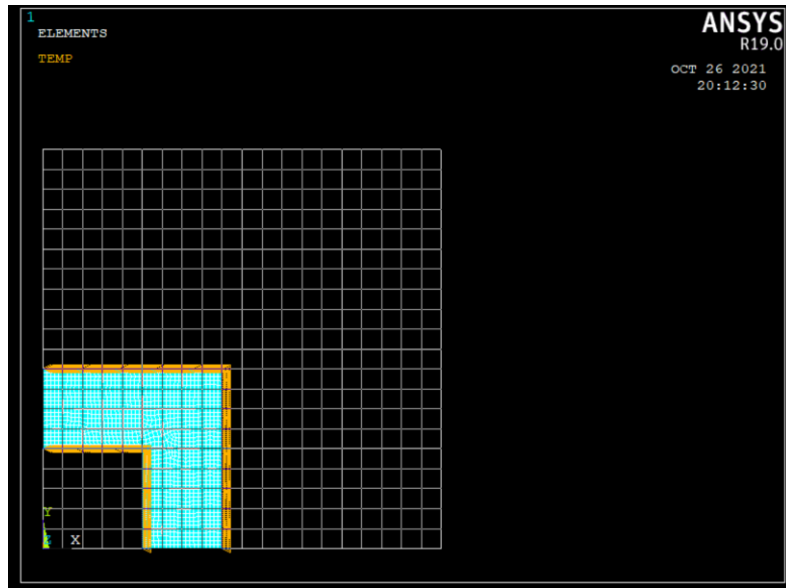 1
ELEMENTS
TEMP
ANSYS
R19.0
OCT 26 2021
20:12:30
Y
X